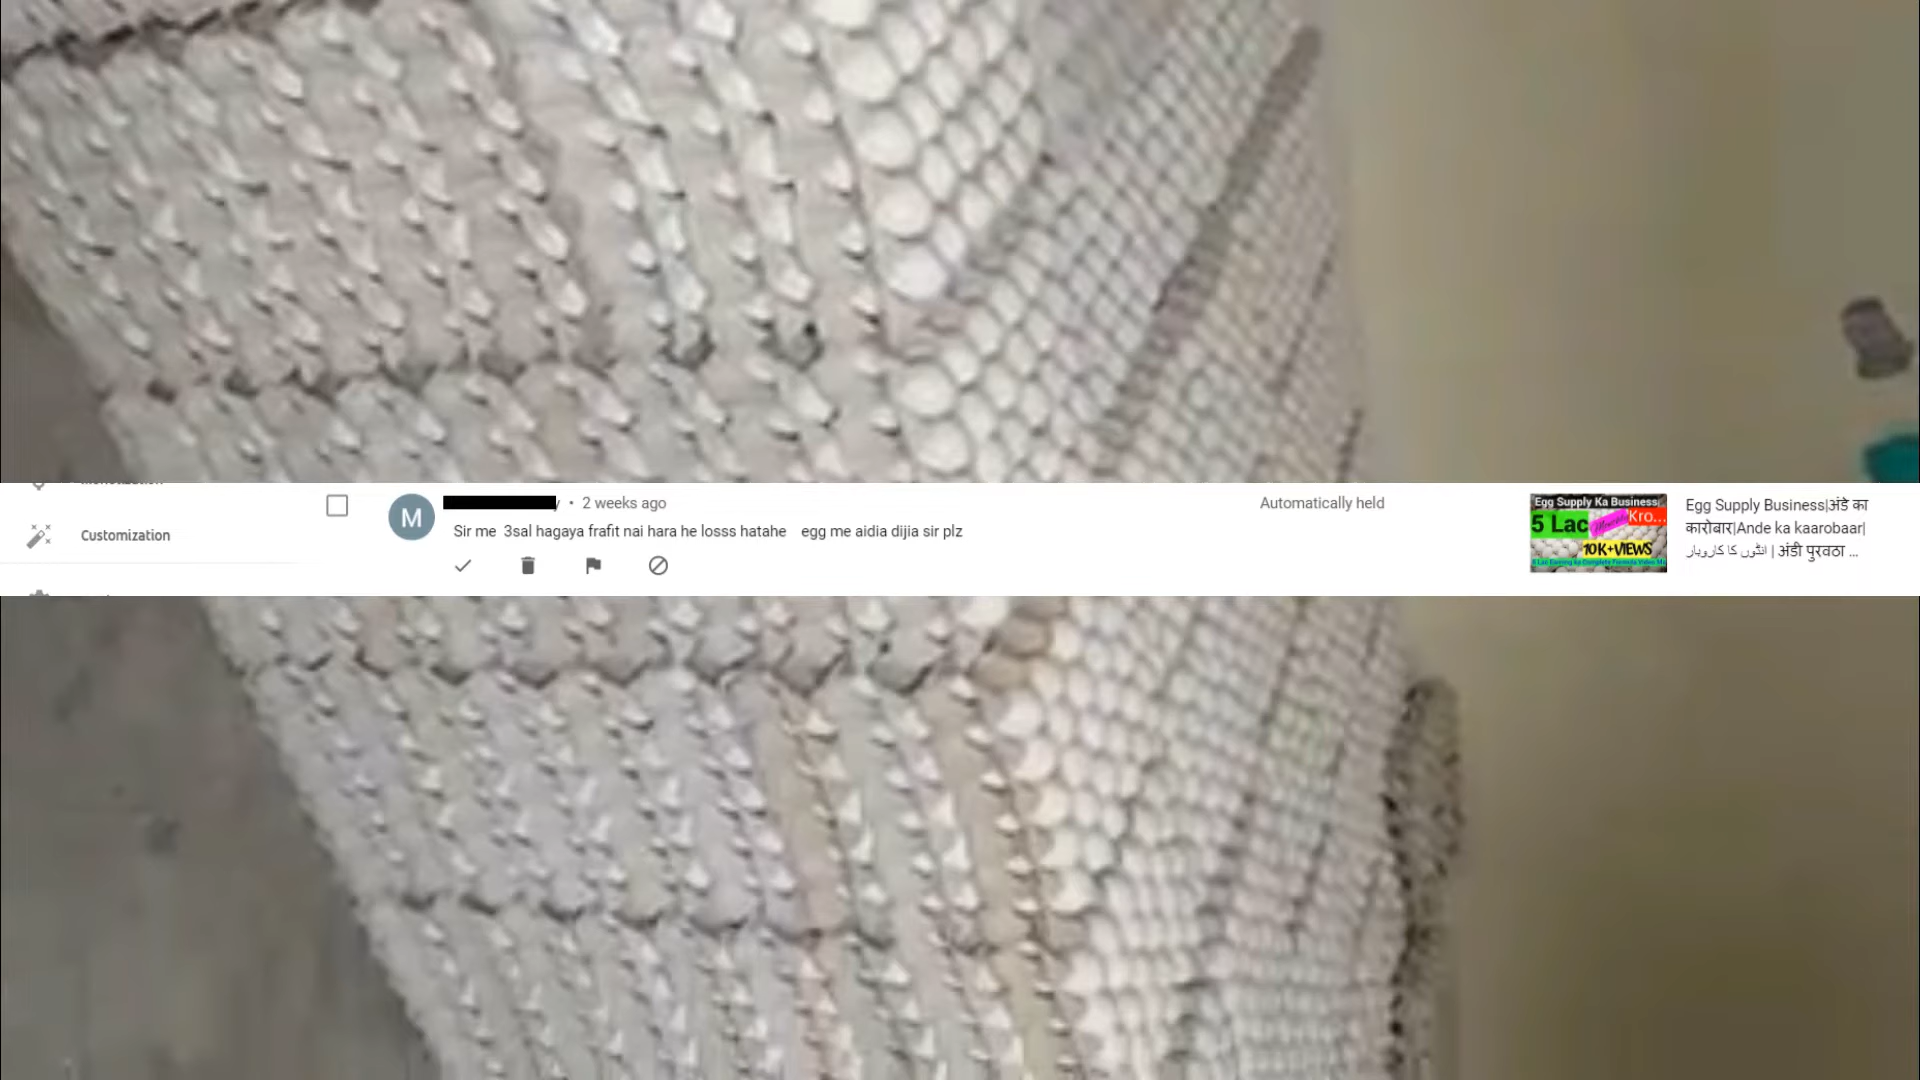 Customization
• 2 weeks ago
Automatically held
Sir me 3sal hagaya frafit nai hara he losss hatahe egg me aidia dijia sir plz
M
Egg Supply Ka Business
5 Lac
Kro...
10K+VIEWS
Egg Supply Business|अंडे का
कारोबार|Ande ka kaarobaar|
انڈوں کا کاروبار | अंडी पुरवठा ...